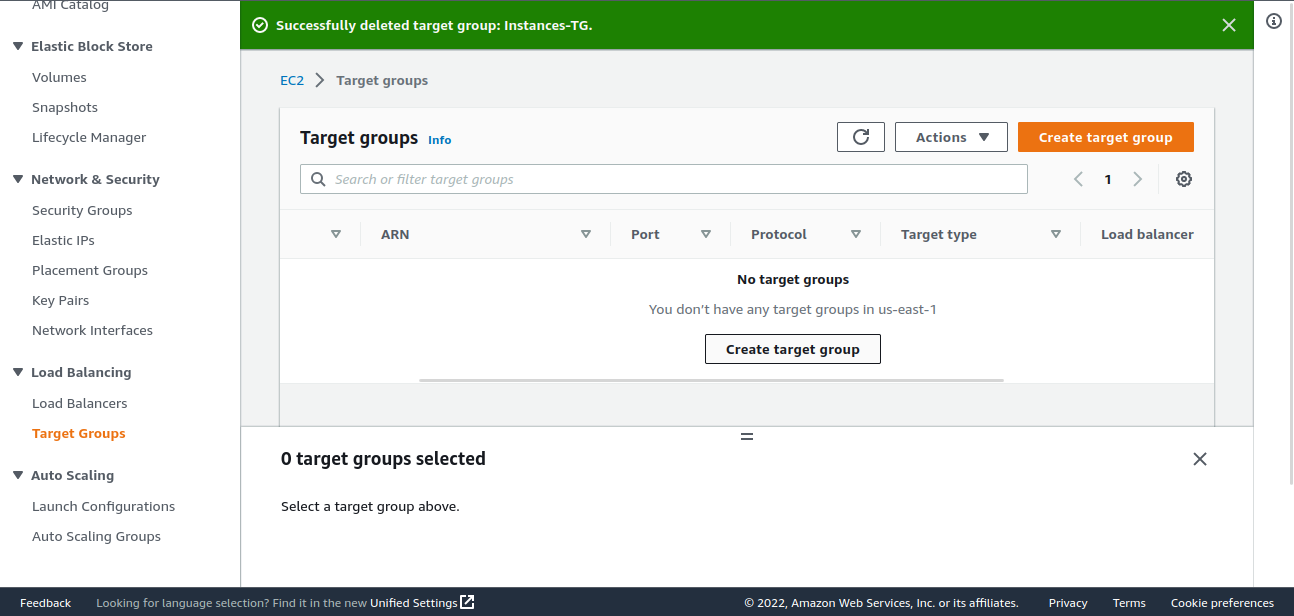 AMI Catalog
Elastic Block Store
Volumes
Snapshots
Lifecycle Manager
Network & Security
Security Groups
Elastic IPs
Placement Groups
Key Pairs
Network Interfaces
Load Balancing
Load Balancers
Target Groups
Auto Scaling
Launch Configurations
Auto Scaling Groups
Successfully deleted target group: Instances-TG.
EC2 Target groups
Target groups Info
Actions
Create target group
Search or filter target groups
1
ARN Port Protocol Target type Load balancer
No target groups
You don't have any target groups in us-east-1
Create target group
0 target groups selected
Select a target group above.
Feedback Looking for language selection? Find it in the new Unified Settings © 2022, Amazon Web Services, Inc. or its affiliates. Privacy Terms Cookie preferences